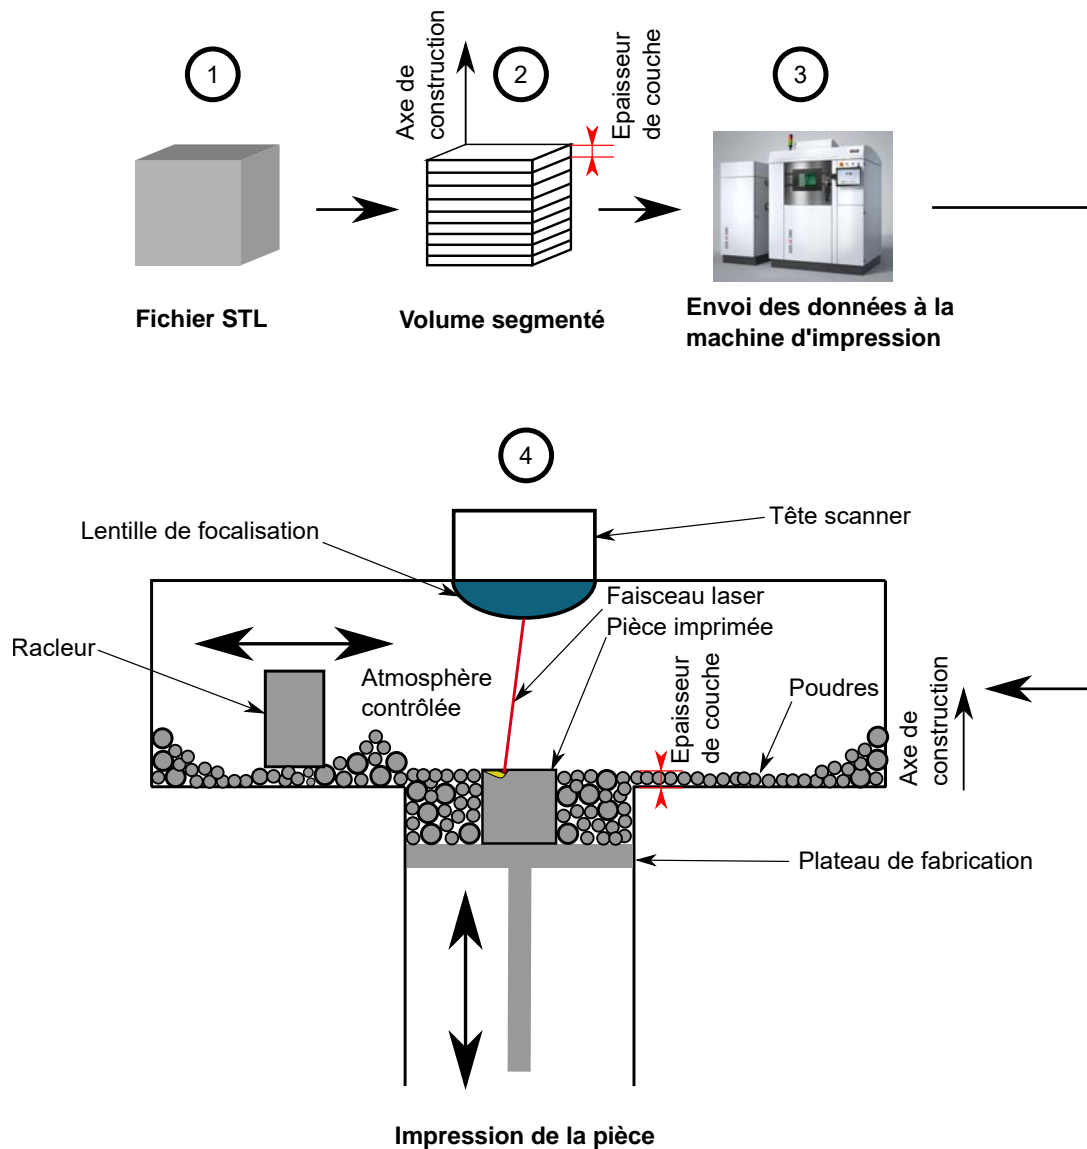 1
2
3
Axe de
construction
Epaisseur
de couche
Fichier STL
Volume segmenté
Envoi des données à la
machine d'impression
4
Lentille de focalisation
Tête scanner
Faisceau laser
Pièce imprimée
Racleur
Atmosphère
contrôlée
Epaisseur
de couche
Poudres
Axe de
construction
Plateau de fabrication
Impression de la pièce